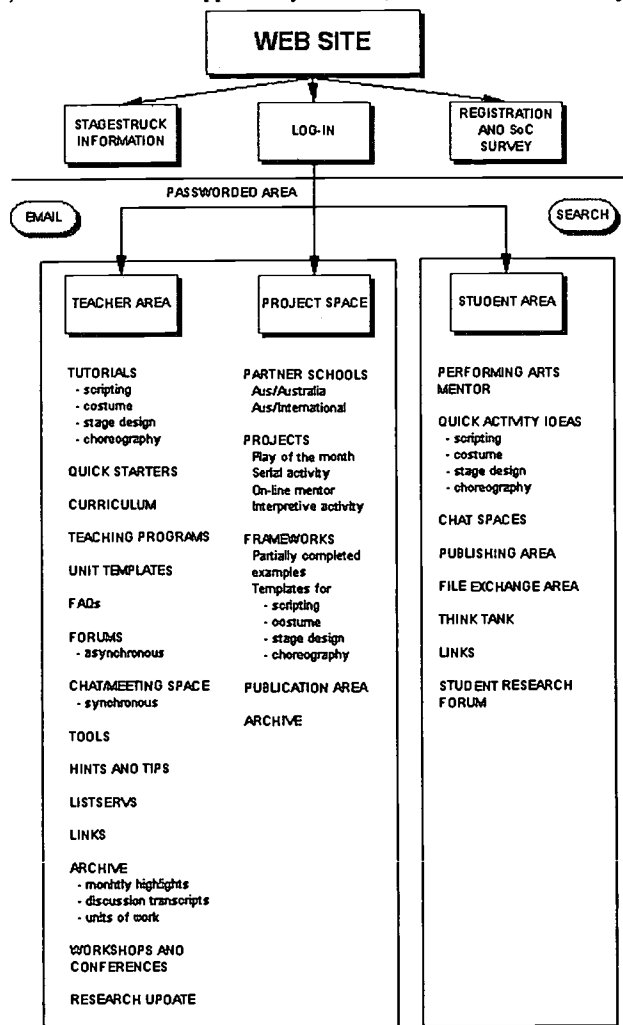 WEB SITE
STAGESTRUCK
INFORMATION
LOG-IN
REGISTRATION
AND SoC
SURVEY
PASSWORDED AREA
EMAIL
SEARCH
TEACHER AREA
TUTORIALS
- scripting
- costume
- stage design
- choreography
QUICK STARTERS
CURRICULUM
TEACHING PROGRAMS
UNIT TEMPLATES
FAQs
FORUMS
- asynchronous
CHAT/MEETING SPACE
- synchronous
TOOLS
HINTS AND TIPS
LISTSERVS
LINKS
ARCHIVE
- monhtly highlights
- discussion transcripts
- units of work
WORKSHOPS AND
CONFERENCES
RESEARCH UPDATE
PROJECT SPACE
PARTNER SCHOOLS
Aus/Australia
Aus/International
PROJECTS
Play of the month
Serial activity
On-line mentor
Interpretive activity
FRAMEWORKS
Partially completed
examples
Templates for
- scripting
- costume
- stage design
- choreography
PUBLICATION AREA
ARCHIVE
STUDENT AREA
PERFORMING ARTS
MENTOR
QUICK ACTIVITY IDEAS
- scripting
- costume
- stage design
- choreography
CHAT SPACES
PUBLISHING AREA
FILE EXCHANGE AREA
THINK TANK
LINKS
STUDENT RESEARCH
FORUM